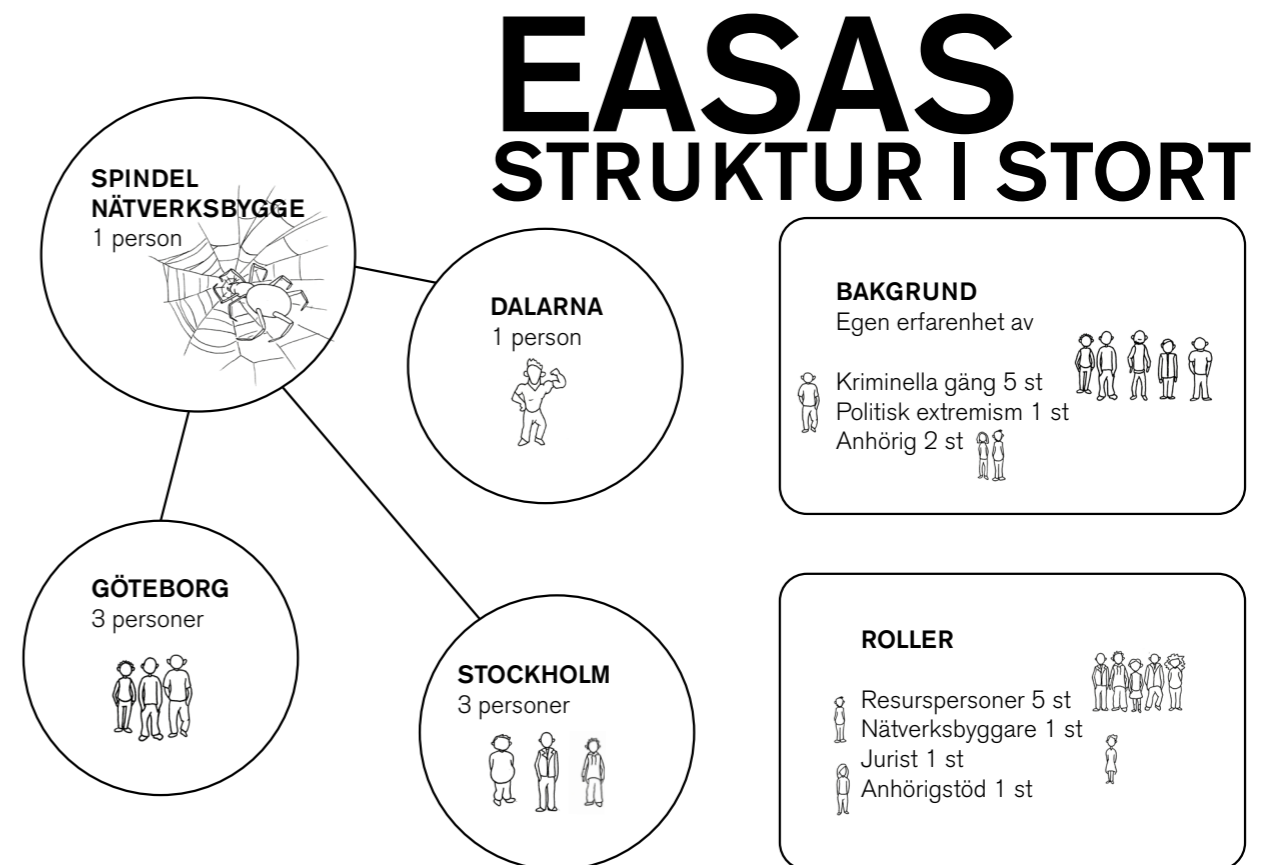 EASAS
STRUKTUR I STORT
SPINDEL
NÄTVERKSBYGGE
1 person
DALARNA
1 person
GÖTEBORG
3 personer
STOCKHOLM
3 personer
BAKGRUND
Egen erfarenhet av
Kriminella gäng 5 st
Politisk extremism 1 st
Anhörig 2 st
ROLLER
Resurspersoner 5 st
Nätverksbyggare 1 st
Jurist 1 st
Anhörigstöd 1 st